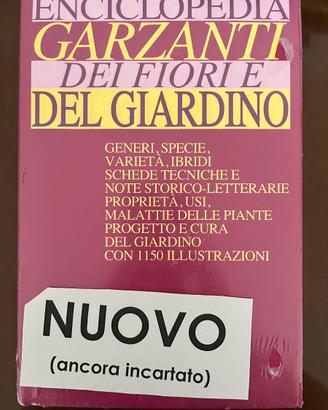 ENCICLOPEDIA
GARZANTI
DEI FIORI E
DEL GIARDINO
GENERI, SPECIE,
VARIETÀ, IBRIDI
SCHEDE TECNICHE E
NOTE STORICO-LETTERARIE
PROPRIETÀ, USI,
MALATTIE DELLE PIANTE
PROGETTO E CURA
DEL GIARDINO
CON 1150 ILLUSTRAZIONI
NUOVO
(ancora incartato)